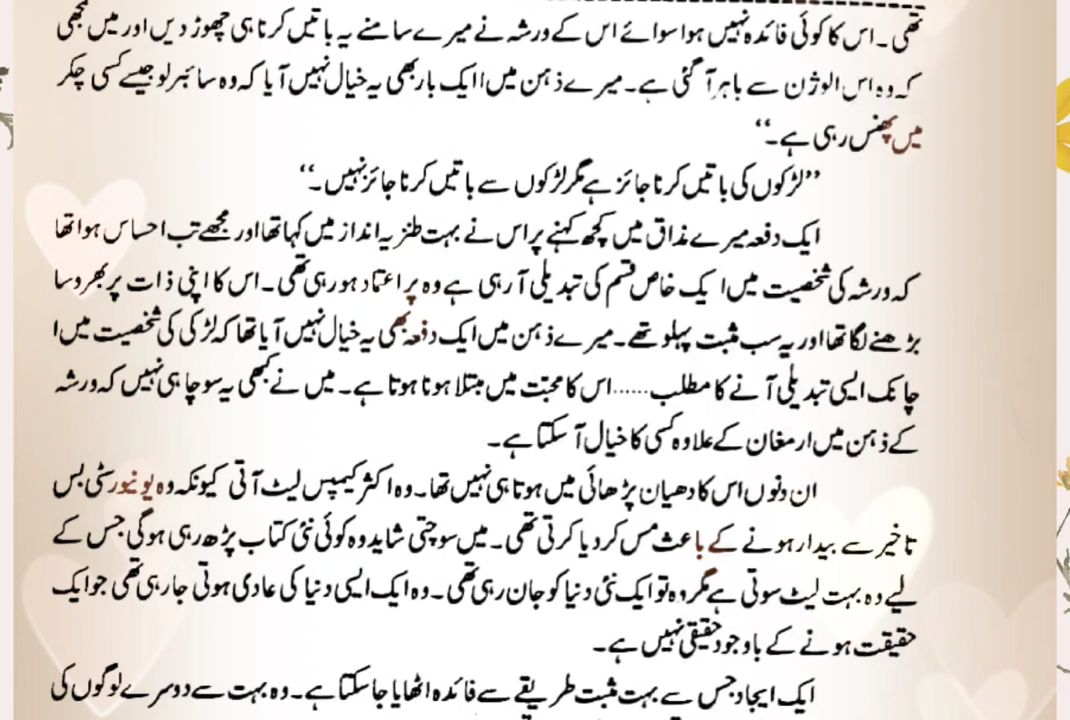 تھی۔ اس کا کوئی فائدہ نہیں ہوا سوائے اس کے ورشہ نے میرے سامنے یہ باتیں کرنا ہی چھوڑ دیں اور میں سمجھی
کہ وہ اس الوژن سے باہر آ گئی ہے۔ میرے ذہن میں ایک بار بھی یہ خیال نہیں آیا کہ وہ سائبر لو جیسے کسی چکر
میں پھنس رہی ہے۔‘‘
’’لڑکوں کی باتیں کرنا جائز ہے مگر لڑکوں سے باتیں کرنا جائز نہیں۔‘‘
ایک دفعہ میرے مذاق میں کچھ کہنے پر اس نے بہت طنزیہ انداز میں کہا تھا اور مجھے تب احساس ہوا تھا
کہ ورشہ کی شخصیت میں ایک خاص قسم کی تبدیلی آ رہی ہے وہ پر اعتماد ہو رہی تھی۔ اس کا اپنی ذات پر بھروسا
بڑھنے لگا تھا اور یہ سب مثبت پہلو تھے۔ میرے ذہن میں ایک دفعہ بھی یہ خیال نہیں آیا تھا کہ لڑکی کی شخصیت میں ا
چانک ایسی تبدیلی آنے کا مطلب......اس کا محبت میں مبتلا ہونا ہوتا ہے۔ میں نے کبھی یہ سوچا ہی نہیں کہ ورشہ
کے ذہن میں ارمغان کے علاوہ کسی کا خیال آ سکتا ہے۔
ان دنوں اس کا دھیان پڑھائی میں ہوتا ہی نہیں تھا۔ وہ اکثر کیمپس لیٹ آتی کیونکہ وہ یونیورسٹی بس
تاخیر سے بیدار ہونے کے باعث مس کر دیا کرتی تھی۔ میں سوچتی شاید وہ کوئی نئی کتاب پڑھ رہی ہوگی جس کے
لیے وہ بہت لیٹ سوتی ہے مگر وہ تو ایک نئی دنیا کو جان رہی تھی۔ وہ ایک ایسی دنیا کی عادی ہوتی جا رہی تھی جو ایک
حقیقت ہونے کے باوجود حقیقی نہیں ہے۔
ایک ایجاد جس سے بہت مثبت طریقے سے فائدہ اٹھایا جا سکتا ہے۔ وہ بہت سے دوسرے لوگوں کی